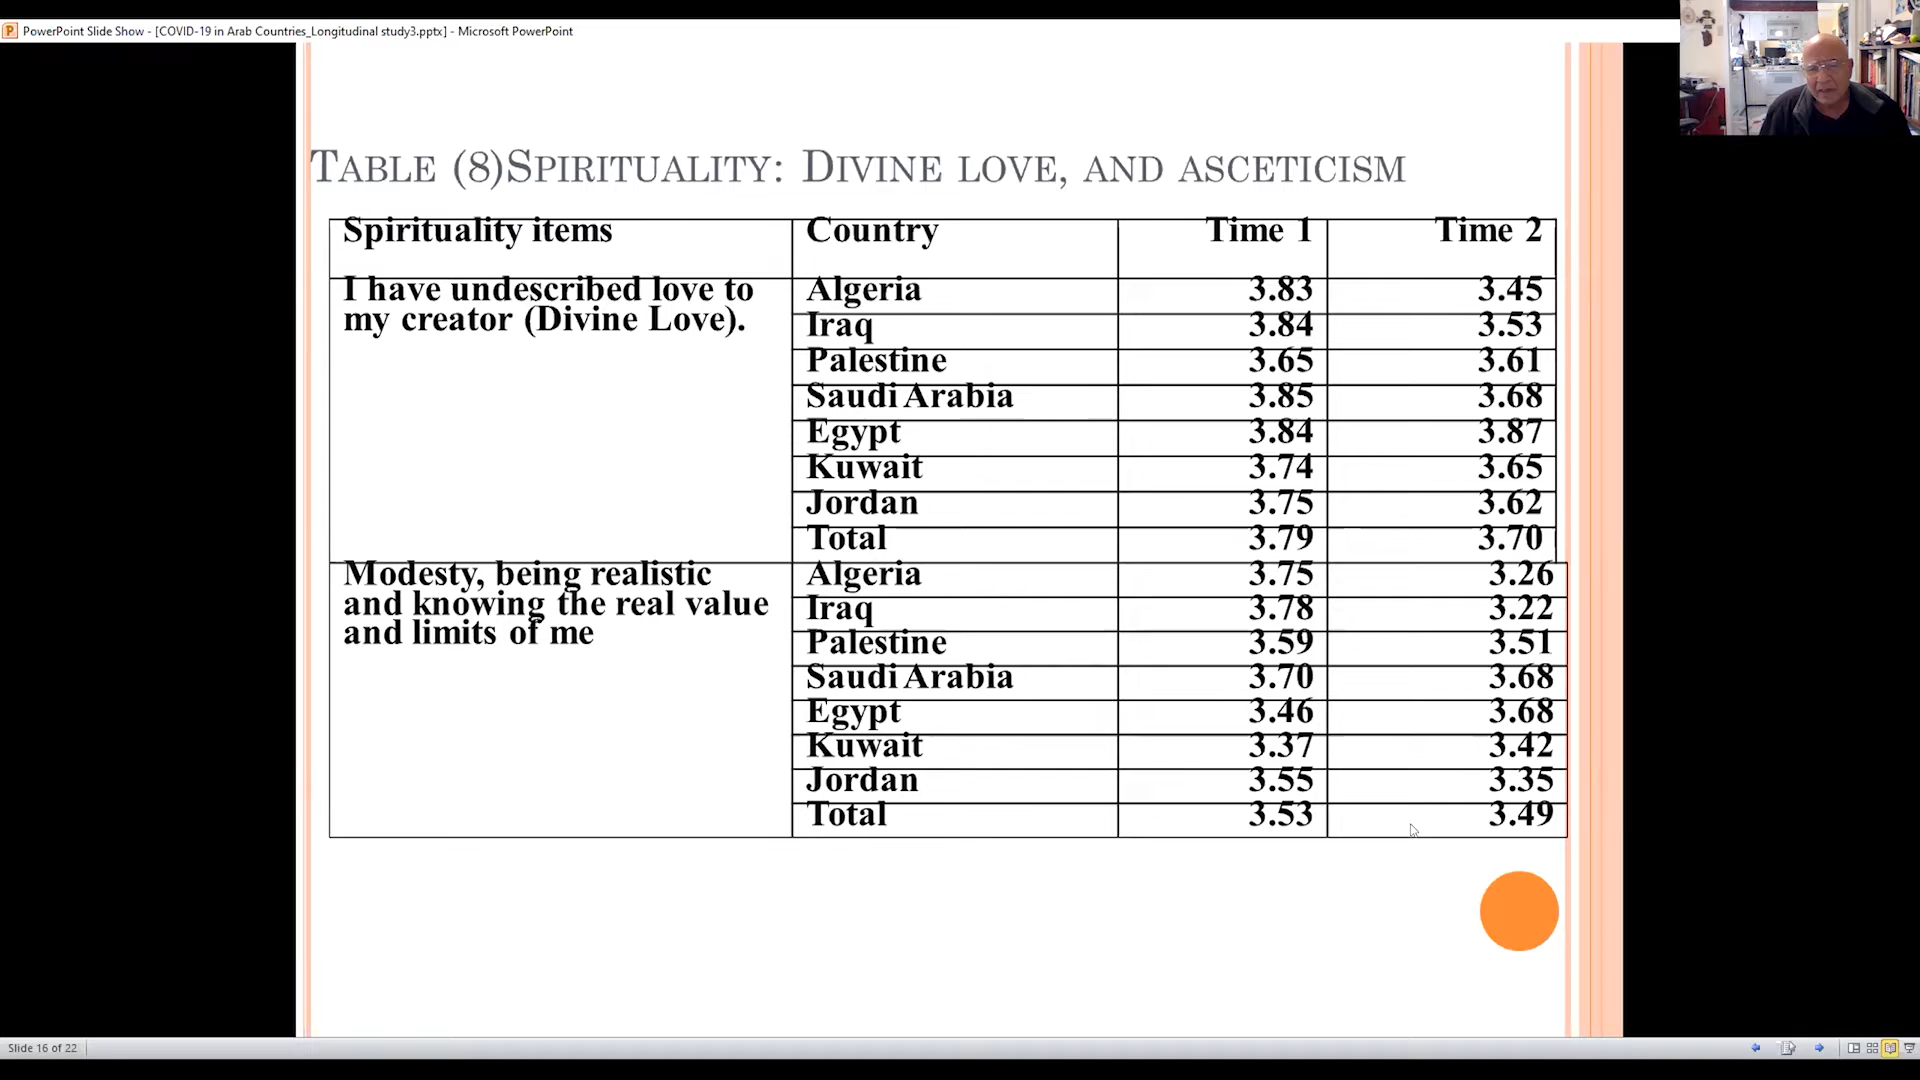 PowerPoint Slide Show - [COVID-19 in Arab Countries_Longitudinal study3.pptx] - Microsoft PowerPoint
TABLE (8)SPIRITUALITY: DIVINE LOVE, AND ASCETICISM
Spirituality items Country Time 1 Time 2
I have undescribed love to
my creator (Divine Love).
Algeria 3.83 3.45
Iraq 3.84 3.53
Palestine 3.65 3.61
Saudi Arabia 3.85 3.68
Egypt 3.84 3.87
Kuwait 3.74 3.65
Jordan 3.75 3.62
Total 3.79 3.70
Modesty, being realistic
and knowing the real value
and limits of me
Algeria 3.75 3.26
Iraq 3.78 3.22
Palestine 3.59 3.51
Saudi Arabia 3.70 3.68
Egypt 3.46 3.68
Kuwait 3.37 3.42
Jordan 3.55 3.35
Total 3.53 3.49
Slide 16 of 22